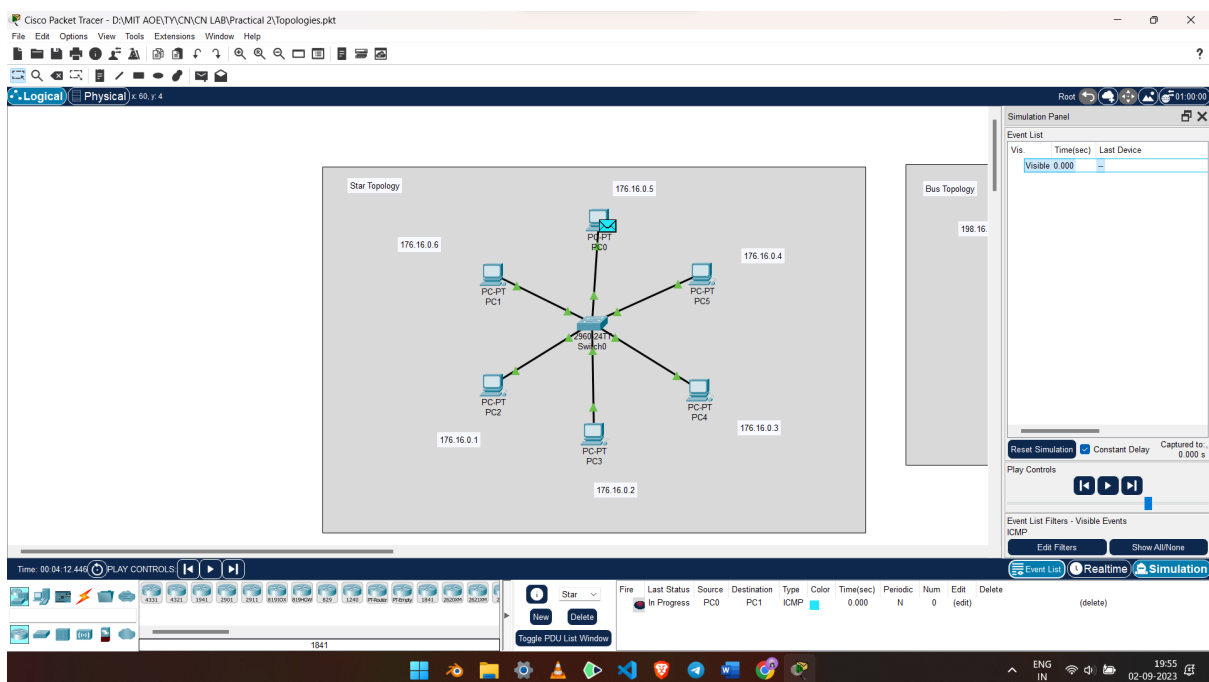 Cisco Packet Tracer - D:\MIT AOE\TY\CN\CN LAB\Practical 2\Topologies.pkt
File Edit Options View Tools Extensions Window Help
?
Logical Physical x: 60, y: 4
Root 01:00:00
Simulation Panel
Event List
Vis. Time(sec) Last Device
Visible 0.000 --
Star Topology
176.16.0.5
Bus Topology
198.16.
PC-PT
PC0
176.16.0.6
176.16.0.4
PC-PT
PC1
PC-PT
PC5
2960-24TT
Switch0
PC-PT
PC2
PC-PT
PC4
176.16.0.1
176.16.0.3
PC-PT
PC3
176.16.0.2
Reset Simulation Constant Delay Captured to:
0.000 s
Play Controls
Event List Filters - Visible Events
ICMP
Edit Filters Show All/None
Time: 00:04:12.446 PLAY CONTROLS:
Event List Realtime Simulation
4331 4321 1941 2901 2911 819IOX 819HGW 829 1240 PT-Router PT-Empty 1841 2620XM 2621XM 2
1841
Star
New Delete
Toggle PDU List Window
Fire Last Status Source Destination Type Color Time(sec) Periodic Num Edit Delete
In Progress PC0 PC1 ICMP 0.000 N 0 (edit) (delete)
ENG
IN
19:55
02-09-2023